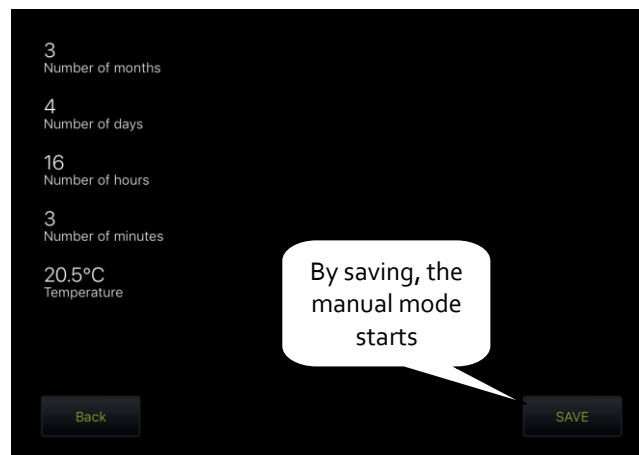 3
Number of months
4
Number of days
16
Number of hours
3
Number of minutes
20.5°C
Temperature
By saving, the
manual mode
starts
Back
SAVE